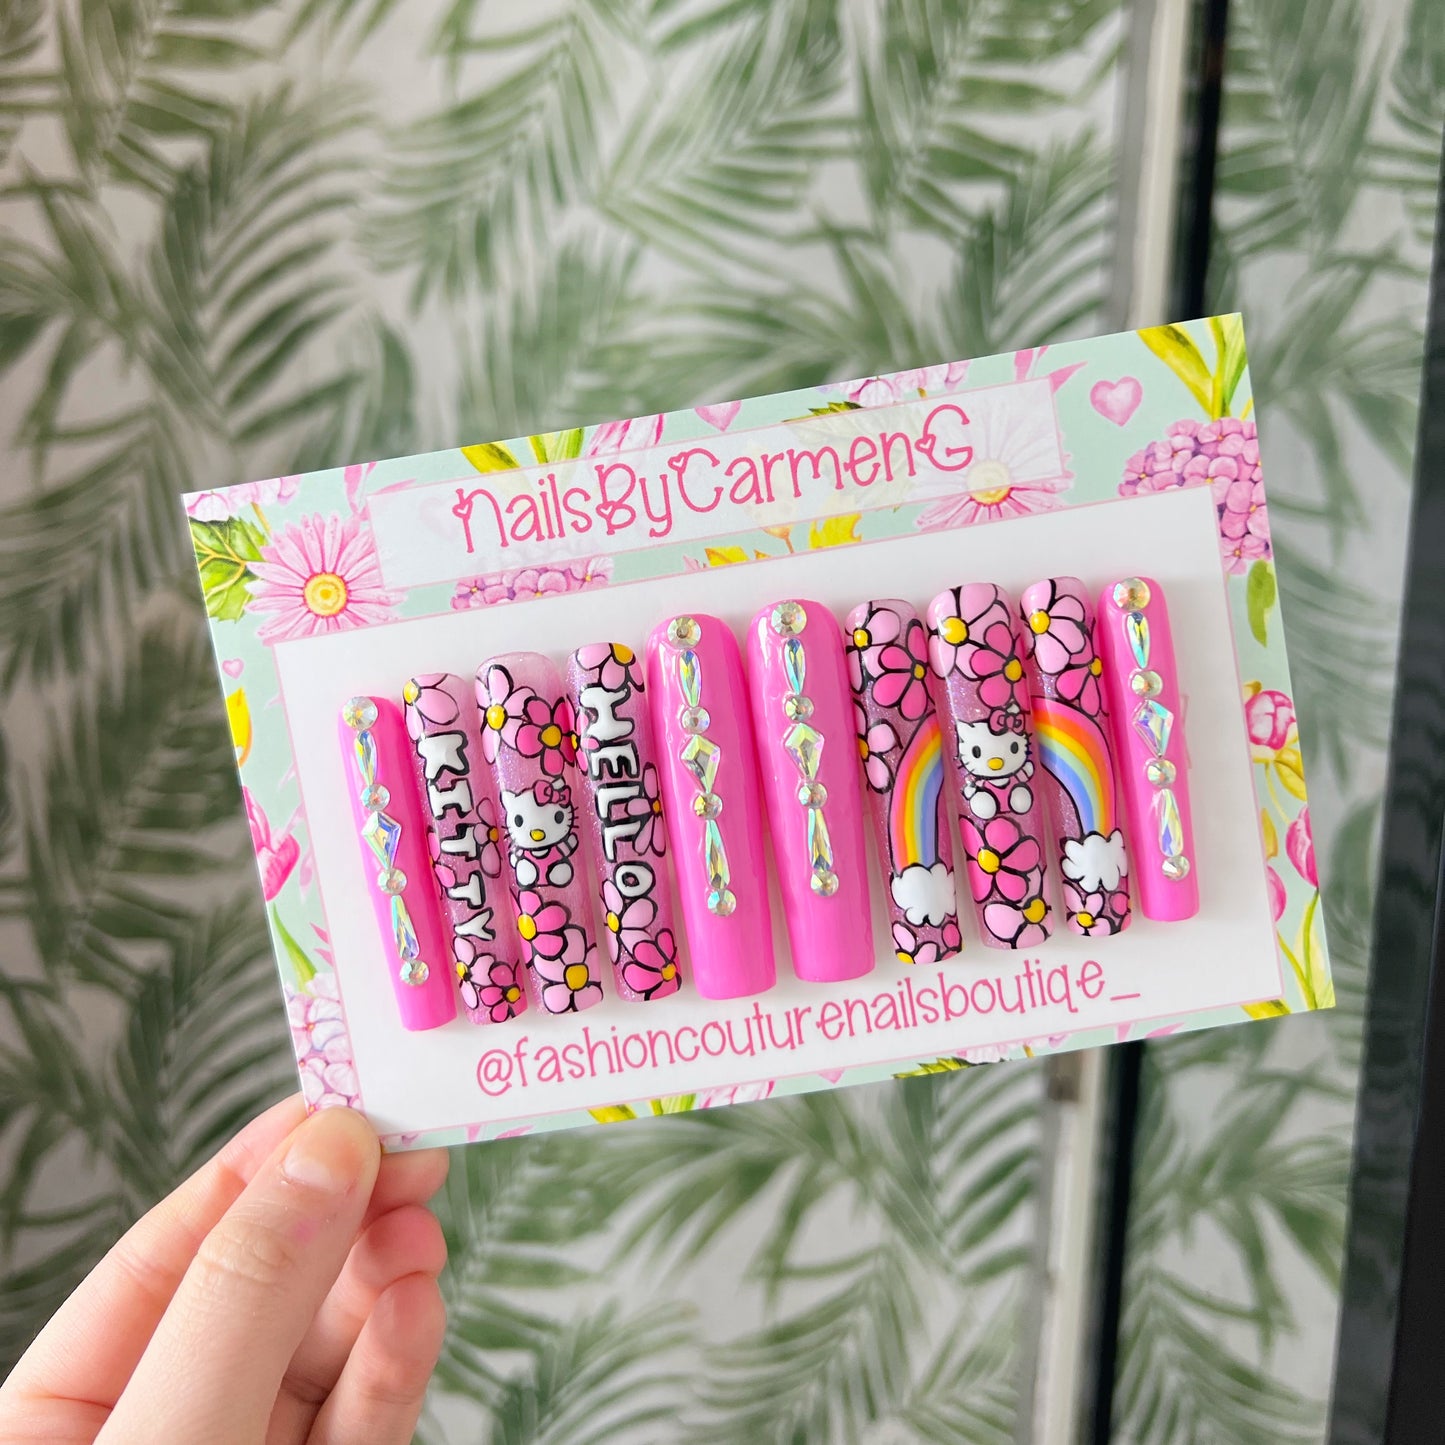 NailsByCarmenG
KITTY
HELLO
@fashioncouturenailsboutiqe_